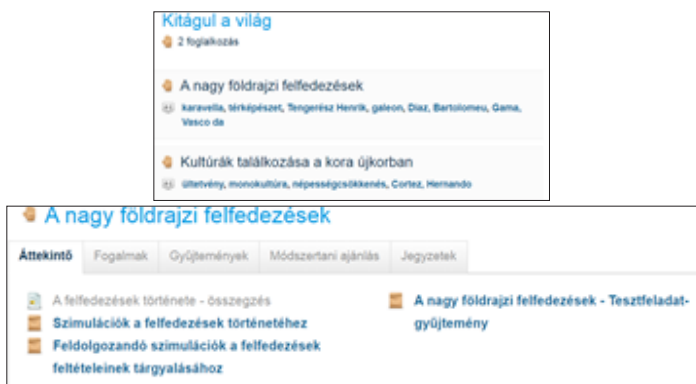 Kitágul a világ
2 foglalkozás
A nagy földrajzi felfedezések
karavella, térképészet, Tengerész Henrik, galeon, Diaz, Bartolomeu, Gama,
Vasco da
Kultúrák találkozása a kora újkorban
ültetvény, monokultúra, népességcsökkenés, Cortez, Hernando
A nagy földrajzi felfedezések
Áttekintő Fogalmak Gyűjtemények Módszertani ajánlás Jegyzetek
A felfedezések története - összegzés
Szimulációk a felfedezések történetéhez
Feldolgozandó szimulációk a felfedezések
feltételeinek tárgyalásához
A nagy földrajzi felfedezések - Tesztfeladat-
gyűjtemény